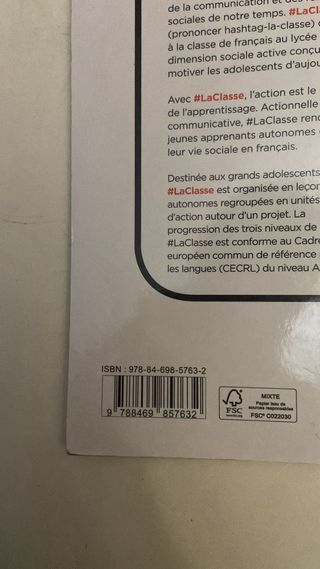 de la communication et des
sociales de notre temps. #LaCl
(prononcer hashtag-la-classe)
à la classe de français au lycée
dimension sociale active conçu
motiver les adolescents d'aujou
Avec #LaClasse, l'action est le
de l'apprentissage. Actionnelle
communicative, #LaClasse rend
jeunes apprenants autonomes
leur vie sociale en français.
Destinée aux grands adolescents
#LaClasse est organisée en leçon
autonomes regroupées en unités
d'action autour d'un projet. La
progression des trois niveaux de
#LaClasse est conforme au Cadre
européen commun de référence
les langues (CECRL) du niveau A
ISBN : 978-84-698-5763-2
9 788469 857632
FSC
MIXTE
Papier issu de
sources responsables
FSC® C022030